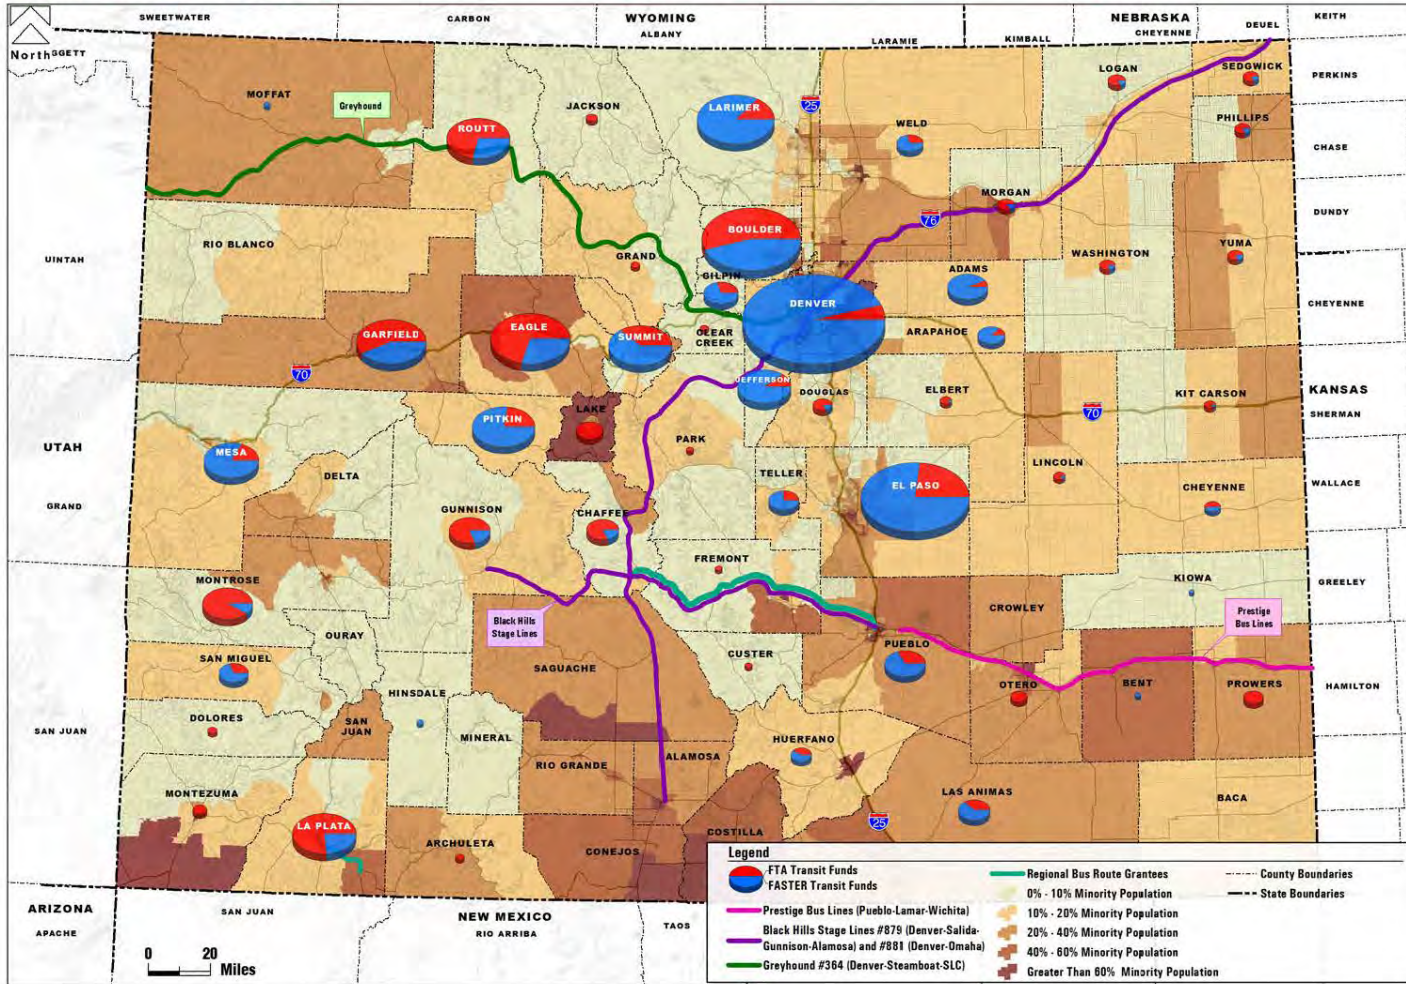 SWEETWATER
CARBON
WYOMING
ALBANY
LARAMIE
KIMBALL
NEBRASKA
CHEYENNE
DEUEL
KEITH
North
GGETT
PERKINS
CHASE
DUNDY
CHEYENNE
KANSAS
SHERMAN
WALLACE
GREELEY
HAMILTON
UINTAH
UTAH
GRAND
SAN JUAN
ARIZONA
APACHE
SAN JUAN
NEW MEXICO
RIO ARRIBA
TAOS
MOFFAT
Greyhound
ROUTT
JACKSON
LARIMER
25
WELD
LOGAN
SEDGWICK
PHILLIPS
MORGAN
76
RIO BLANCO
GRAND
BOULDER
GILPIN
DENVER
ADAMS
WASHINGTON
YUMA
GARFIELD
EAGLE
SUMMIT
CLEAR
CREEK
ARAPAHOE
70
JEFFERSON
DOUGLAS
ELBERT
KIT CARSON
70
PITKIN
LAKE
PARK
MESA
DELTA
TELLER
EL PASO
LINCOLN
CHEYENNE
GUNNISON
CHAFFEE
FREMONT
KIOWA
MONTROSE
Black Hills
Stage Lines
OURAY
CROWLEY
Prestige
Bus Lines
SAN MIGUEL
SAGUACHE
CUSTER
PUEBLO
OTERO
BENT
PROWERS
HINSDALE
DOLORES
SAN
JUAN
MINERAL
RIO GRANDE
ALAMOSA
HUERFANO
MONTEZUMA
LA PLATA
ARCHULETA
CONEJOS
COSTILLA
LAS ANIMAS
BACA
25
0 20
Miles
Legend
FTA Transit Funds
FASTER Transit Funds
Prestige Bus Lines (Pueblo-Lamar-Wichita)
Black Hills Stage Lines #879 (Denver-Salida-
Gunnison-Alamosa) and #881 (Denver-Omaha)
Greyhound #364 (Denver-Steamboat-SLC)
Regional Bus Route Grantees
0% - 10% Minority Population
10% - 20% Minority Population
20% - 40% Minority Population
40% - 60% Minority Population
Greater Than 60% Minority Population
County Boundaries
State Boundaries